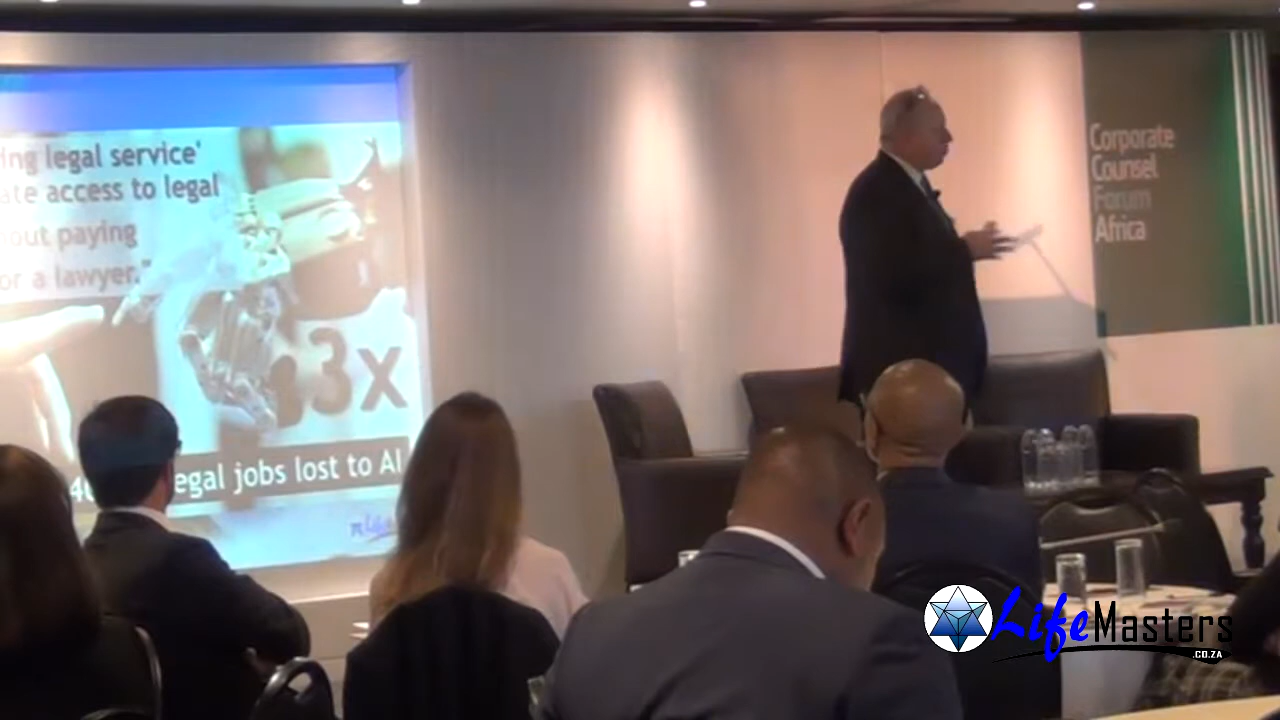 ing legal service'
ate access to legal
out paying
or a lawyer."
3x
legal jobs lost to AI
Corporate
Counsel
Forum
Africa
LifeMasters
.CO.ZA